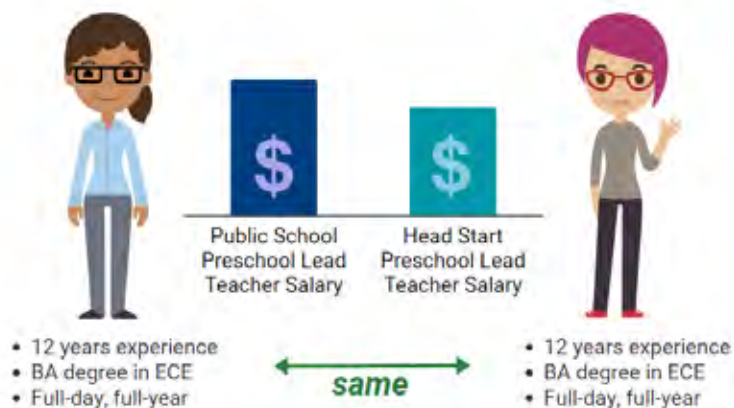 $
$
Public School
Preschool Lead
Teacher Salary
Head Start
Preschool Lead
Teacher Salary
• 12 years experience
• BA degree in ECE
• Full-day, full-year
same
• 12 years experience
• BA degree in ECE
• Full-day, full-year